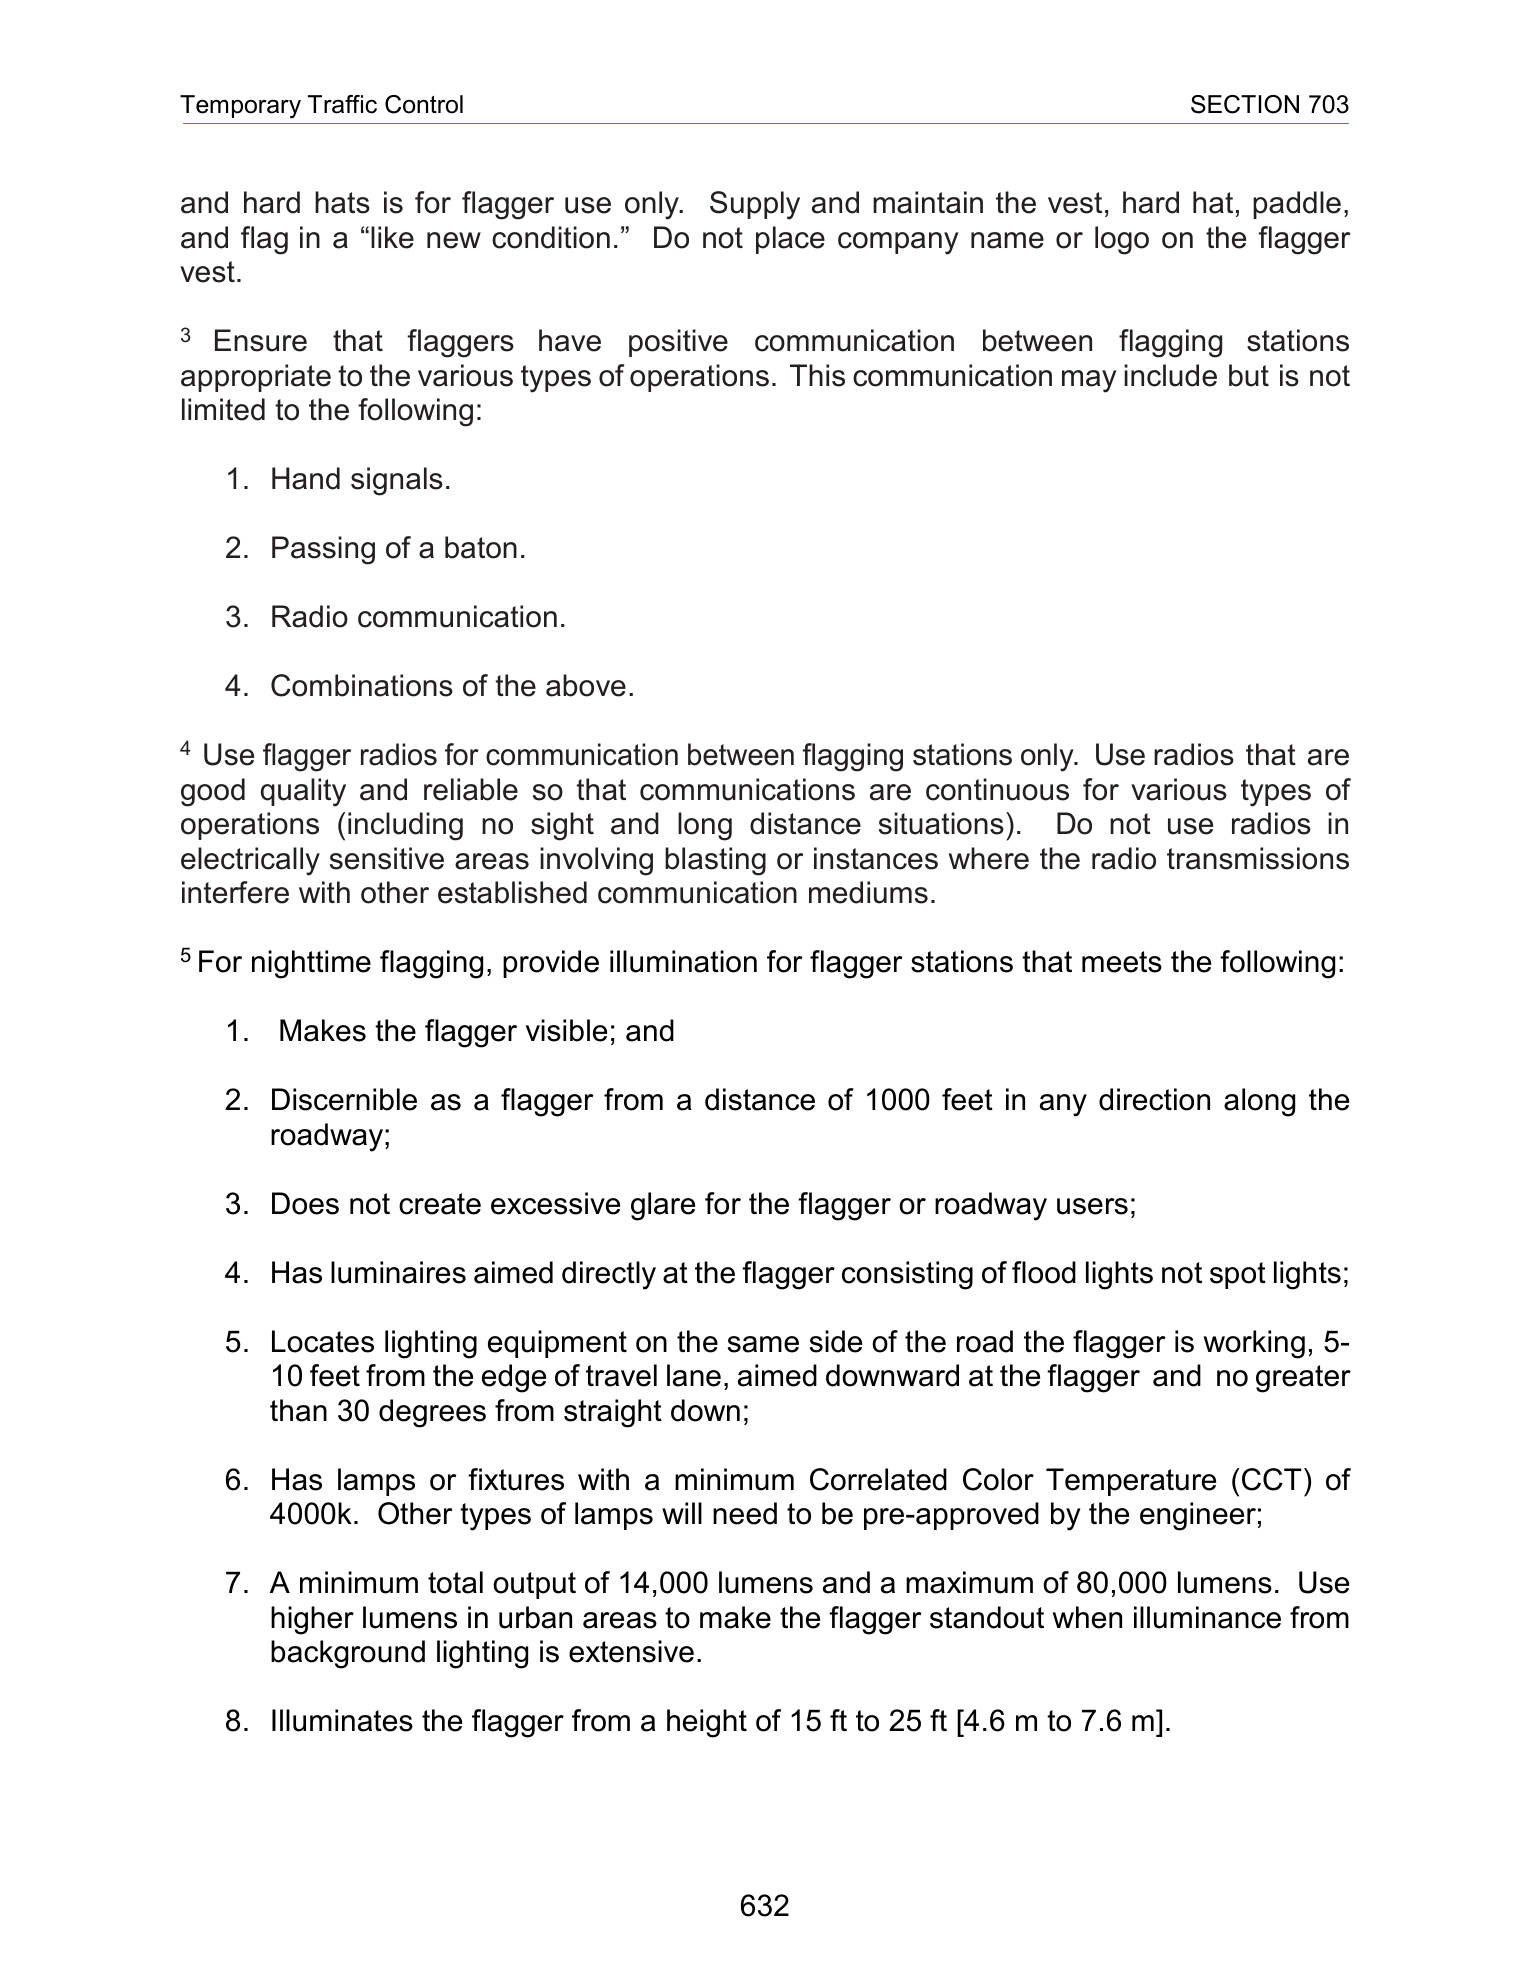 Temporary Traffic Control SECTION 703
and hard hats is for flagger use only. Supply and maintain the vest, hard hat, paddle,
and flag in a “like new condition.” Do not place company name or logo on the flagger
vest.
3 Ensure that flaggers have positive communication between flagging stations
appropriate to the various types of operations. This communication may include but is not
limited to the following:
1. Hand signals.
2. Passing of a baton.
3. Radio communication.
4. Combinations of the above.
4 Use flagger radios for communication between flagging stations only. Use radios that are
good quality and reliable so that communications are continuous for various types of
operations (including no sight and long distance situations). Do not use radios in
electrically sensitive areas involving blasting or instances where the radio transmissions
interfere with other established communication mediums.
5 For nighttime flagging, provide illumination for flagger stations that meets the following:
1. Makes the flagger visible; and
2. Discernible as a flagger from a distance of 1000 feet in any direction along the
roadway;
3. Does not create excessive glare for the flagger or roadway users;
4. Has luminaires aimed directly at the flagger consisting of flood lights not spot lights;
5. Locates lighting equipment on the same side of the road the flagger is working, 5-
10 feet from the edge of travel lane, aimed downward at the flagger and no greater
than 30 degrees from straight down;
6. Has lamps or fixtures with a minimum Correlated Color Temperature (CCT) of
4000k. Other types of lamps will need to be pre-approved by the engineer;
7. A minimum total output of 14,000 lumens and a maximum of 80,000 lumens. Use
higher lumens in urban areas to make the flagger standout when illuminance from
background lighting is extensive.
8. Illuminates the flagger from a height of 15 ft to 25 ft [4.6 m to 7.6 m].
632